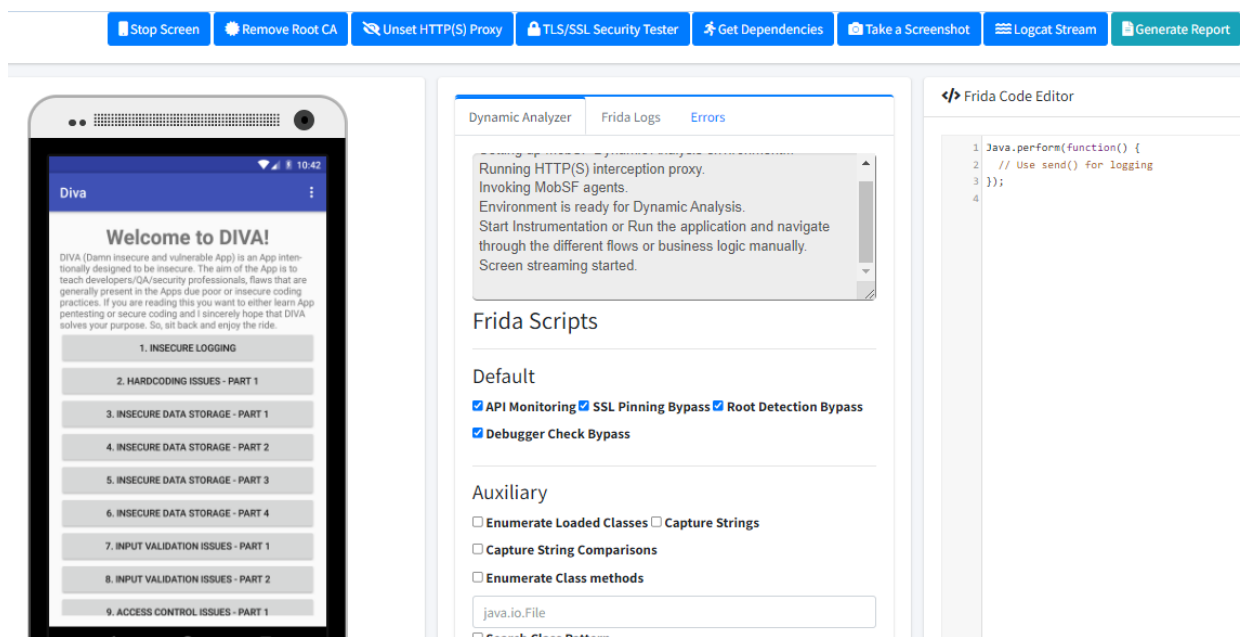 Stop Screen
Remove Root CA
Unset HTTP(S) Proxy
TLS/SSL Security Tester
Get Dependencies
Take a Screenshot
Logcat Stream
Generate Report
10:42
Diva
Welcome to DIVA!
DIVA (Damn insecure and vulnerable App) is an App inten-
tionally designed to be insecure. The aim of the App is to
teach developers/QA/security professionals, flaws that are
generally present in the Apps due poor or insecure coding
practices. If you are reading this you want to either learn App
pentesting or secure coding and I sincerely hope that DIVA
solves your purpose. So, sit back and enjoy the ride.
1. INSECURE LOGGING
2. HARDCODING ISSUES - PART 1
3. INSECURE DATA STORAGE - PART 1
4. INSECURE DATA STORAGE - PART 2
5. INSECURE DATA STORAGE - PART 3
6. INSECURE DATA STORAGE - PART 4
7. INPUT VALIDATION ISSUES - PART 1
8. INPUT VALIDATION ISSUES - PART 2
9. ACCESS CONTROL ISSUES - PART 1
Dynamic Analyzer
Frida Logs
Errors
Setting up MobSF Dynamic Analysis environment.
Running HTTP(S) interception proxy.
Invoking MobSF agents.
Environment is ready for Dynamic Analysis.
Start Instrumentation or Run the application and navigate
through the different flows or business logic manually.
Screen streaming started.
Frida Scripts
Default
API Monitoring SSL Pinning Bypass Root Detection Bypass
Debugger Check Bypass
Auxiliary
Enumerate Loaded Classes Capture Strings
Capture String Comparisons
Enumerate Class methods
java.io.File
Search Class Pattern
</> Frida Code Editor
1 Java.perform(function() {
2 // Use send() for logging
3 });
4